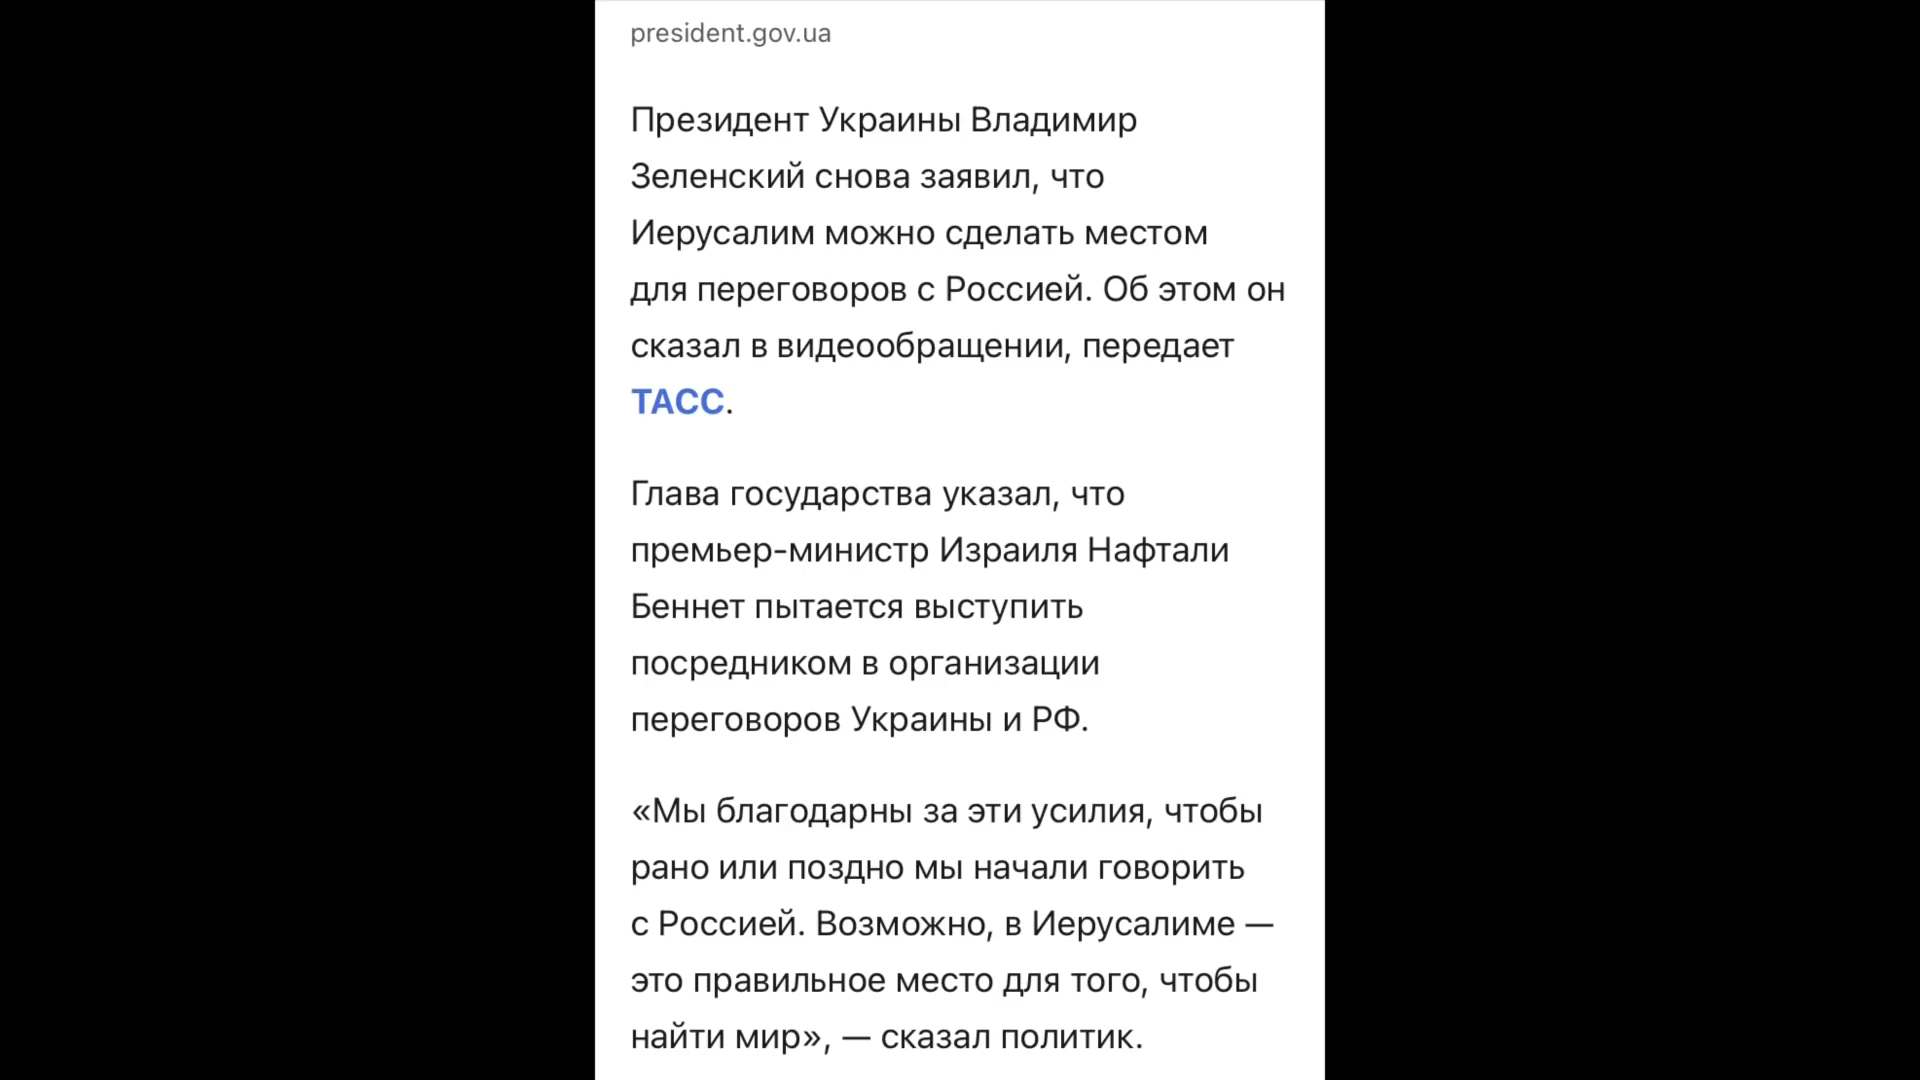 president.gov.ua
Президент Украины Владимир
Зеленский снова заявил, что
Иерусалим можно сделать местом
для переговоров с Россией. Об этом он
сказал в видеообращении, передает
ТАСС.
Глава государства указал, что
премьер-министр Израиля Нафтали
Беннет пытается выступить
посредником в организации
переговоров Украины и РФ.
«Мы благодарны за эти усилия, чтобы
рано или поздно мы начали говорить
с Россией. Возможно, в Иерусалиме —
это правильное место для того, чтобы
найти мир», — сказал политик.